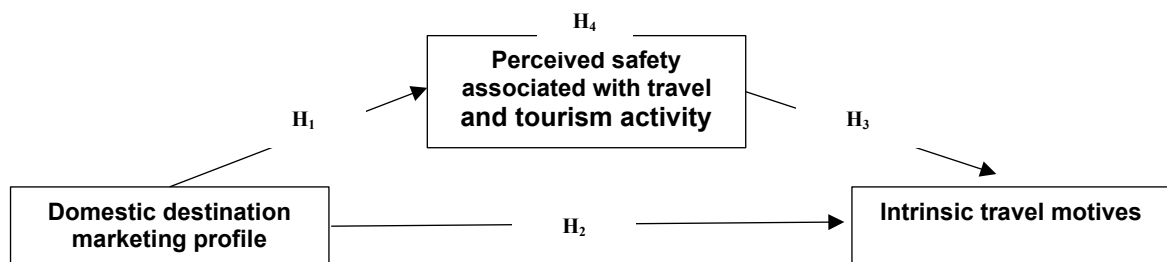 H₄
Perceived safety
associated with travel
and tourism activity
H₁
H₃
Domestic destination
marketing profile
H₂
Intrinsic travel motives